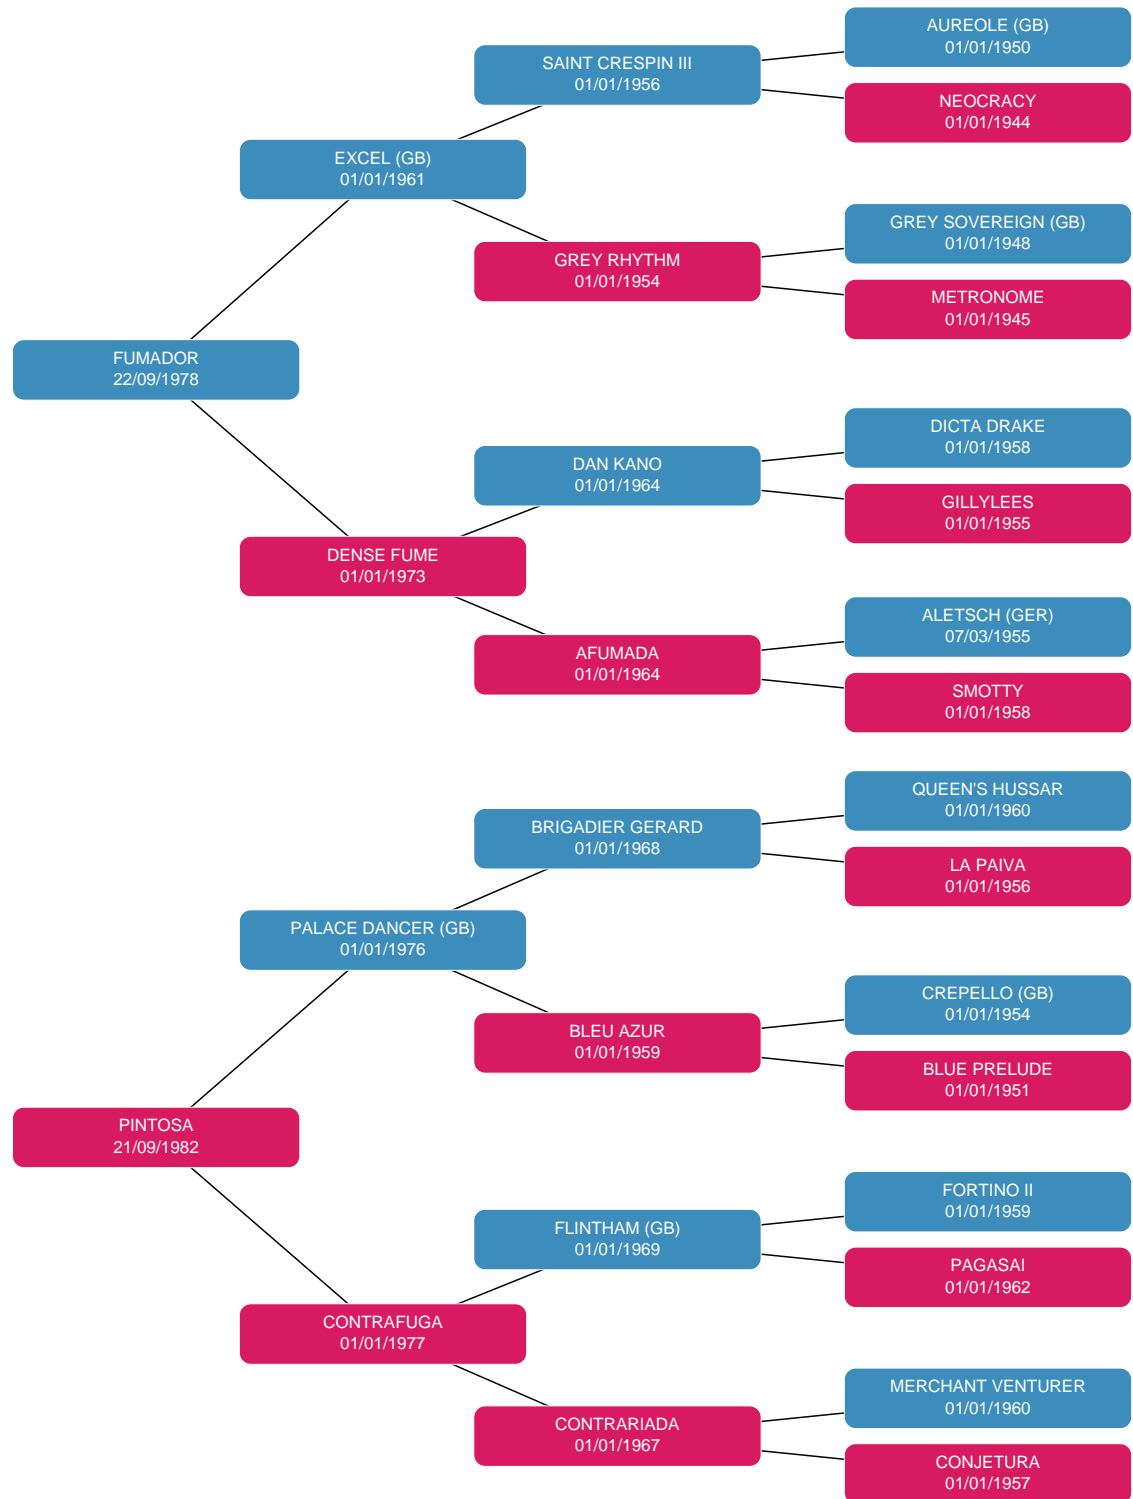 AUREOLE (GB)
01/01/1950
SAINT CRESPIN III
01/01/1956
NEOCRACY
01/01/1944
EXCEL (GB)
01/01/1961
GREY SOVEREIGN (GB)
01/01/1948
GREY RHYTHM
01/01/1954
METRONOME
01/01/1945
FUMADOR
22/09/1978
DICTA DRAKE
01/01/1958
DAN KANO
01/01/1964
GILLYLEES
01/01/1955
DENSE FUME
01/01/1973
ALETSCH (GER)
07/03/1955
AFUMADA
01/01/1964
SMOTTY
01/01/1958
QUEEN'S HUSSAR
01/01/1960
BRIGADIER GERARD
01/01/1968
LA PAIVA
01/01/1956
PALACE DANCER (GB)
01/01/1976
CREPELLO (GB)
01/01/1954
BLEU AZUR
01/01/1959
BLUE PRELUDE
01/01/1951
PINTOSA
21/09/1982
FORTINO II
01/01/1959
FLINTHAM (GB)
01/01/1969
PAGASAI
01/01/1962
CONTRAFUGA
01/01/1977
MERCHANT VENTURER
01/01/1960
CONTRARIADA
01/01/1967
CONJETURA
01/01/1957